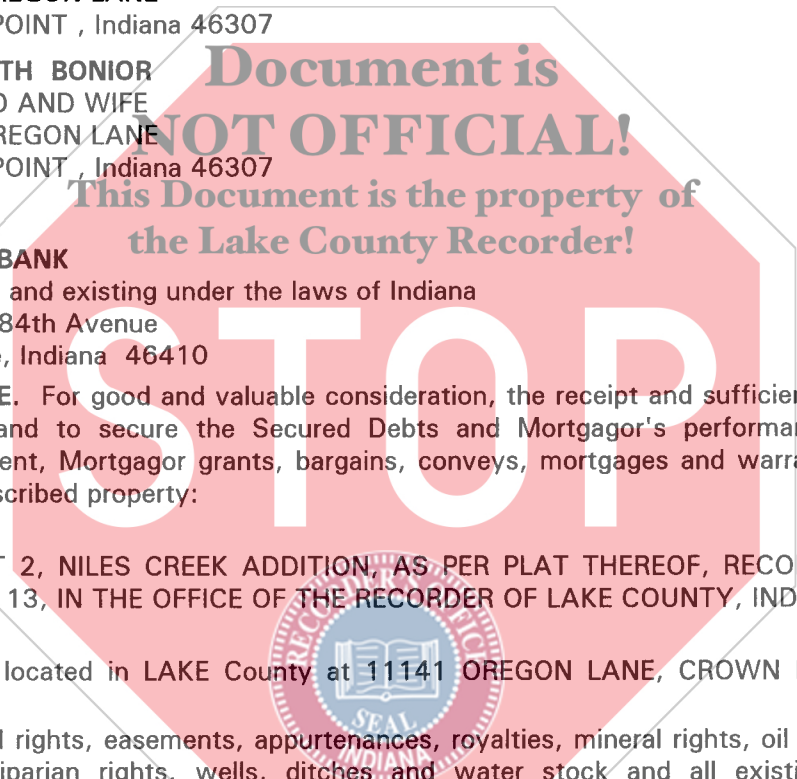 POINT , Indiana 46307
TH BONIOR
Document is
AND WIFE
REGON LANE
NOT OFFICIAL!
POINT , Indiana 46307
This Document is the property of
the Lake County Recorder!
BANK
and existing under the laws of Indiana
84th Avenue
, Indiana 46410
STOP
E. For good and valuable consideration, the receipt and sufficien
and to secure the Secured Debts and Mortgagor's performa
ent, Mortgagor grants, bargains, conveys, mortgages and warra
scribed property:
2, NILES CREEK ADDITION, AS PER PLAT THEREOF, RECO
13, IN THE OFFICE OF THE RECORDER OF LAKE COUNTY, IND
RECORDER'S OFFICE
located in LAKE County at 11141 OREGON LANE, CROWN
SEAL
INDIANA
rights, easements, appurtenances, royalties, mineral rights, oil
iparian rights, wells, ditches and water stock and all existi